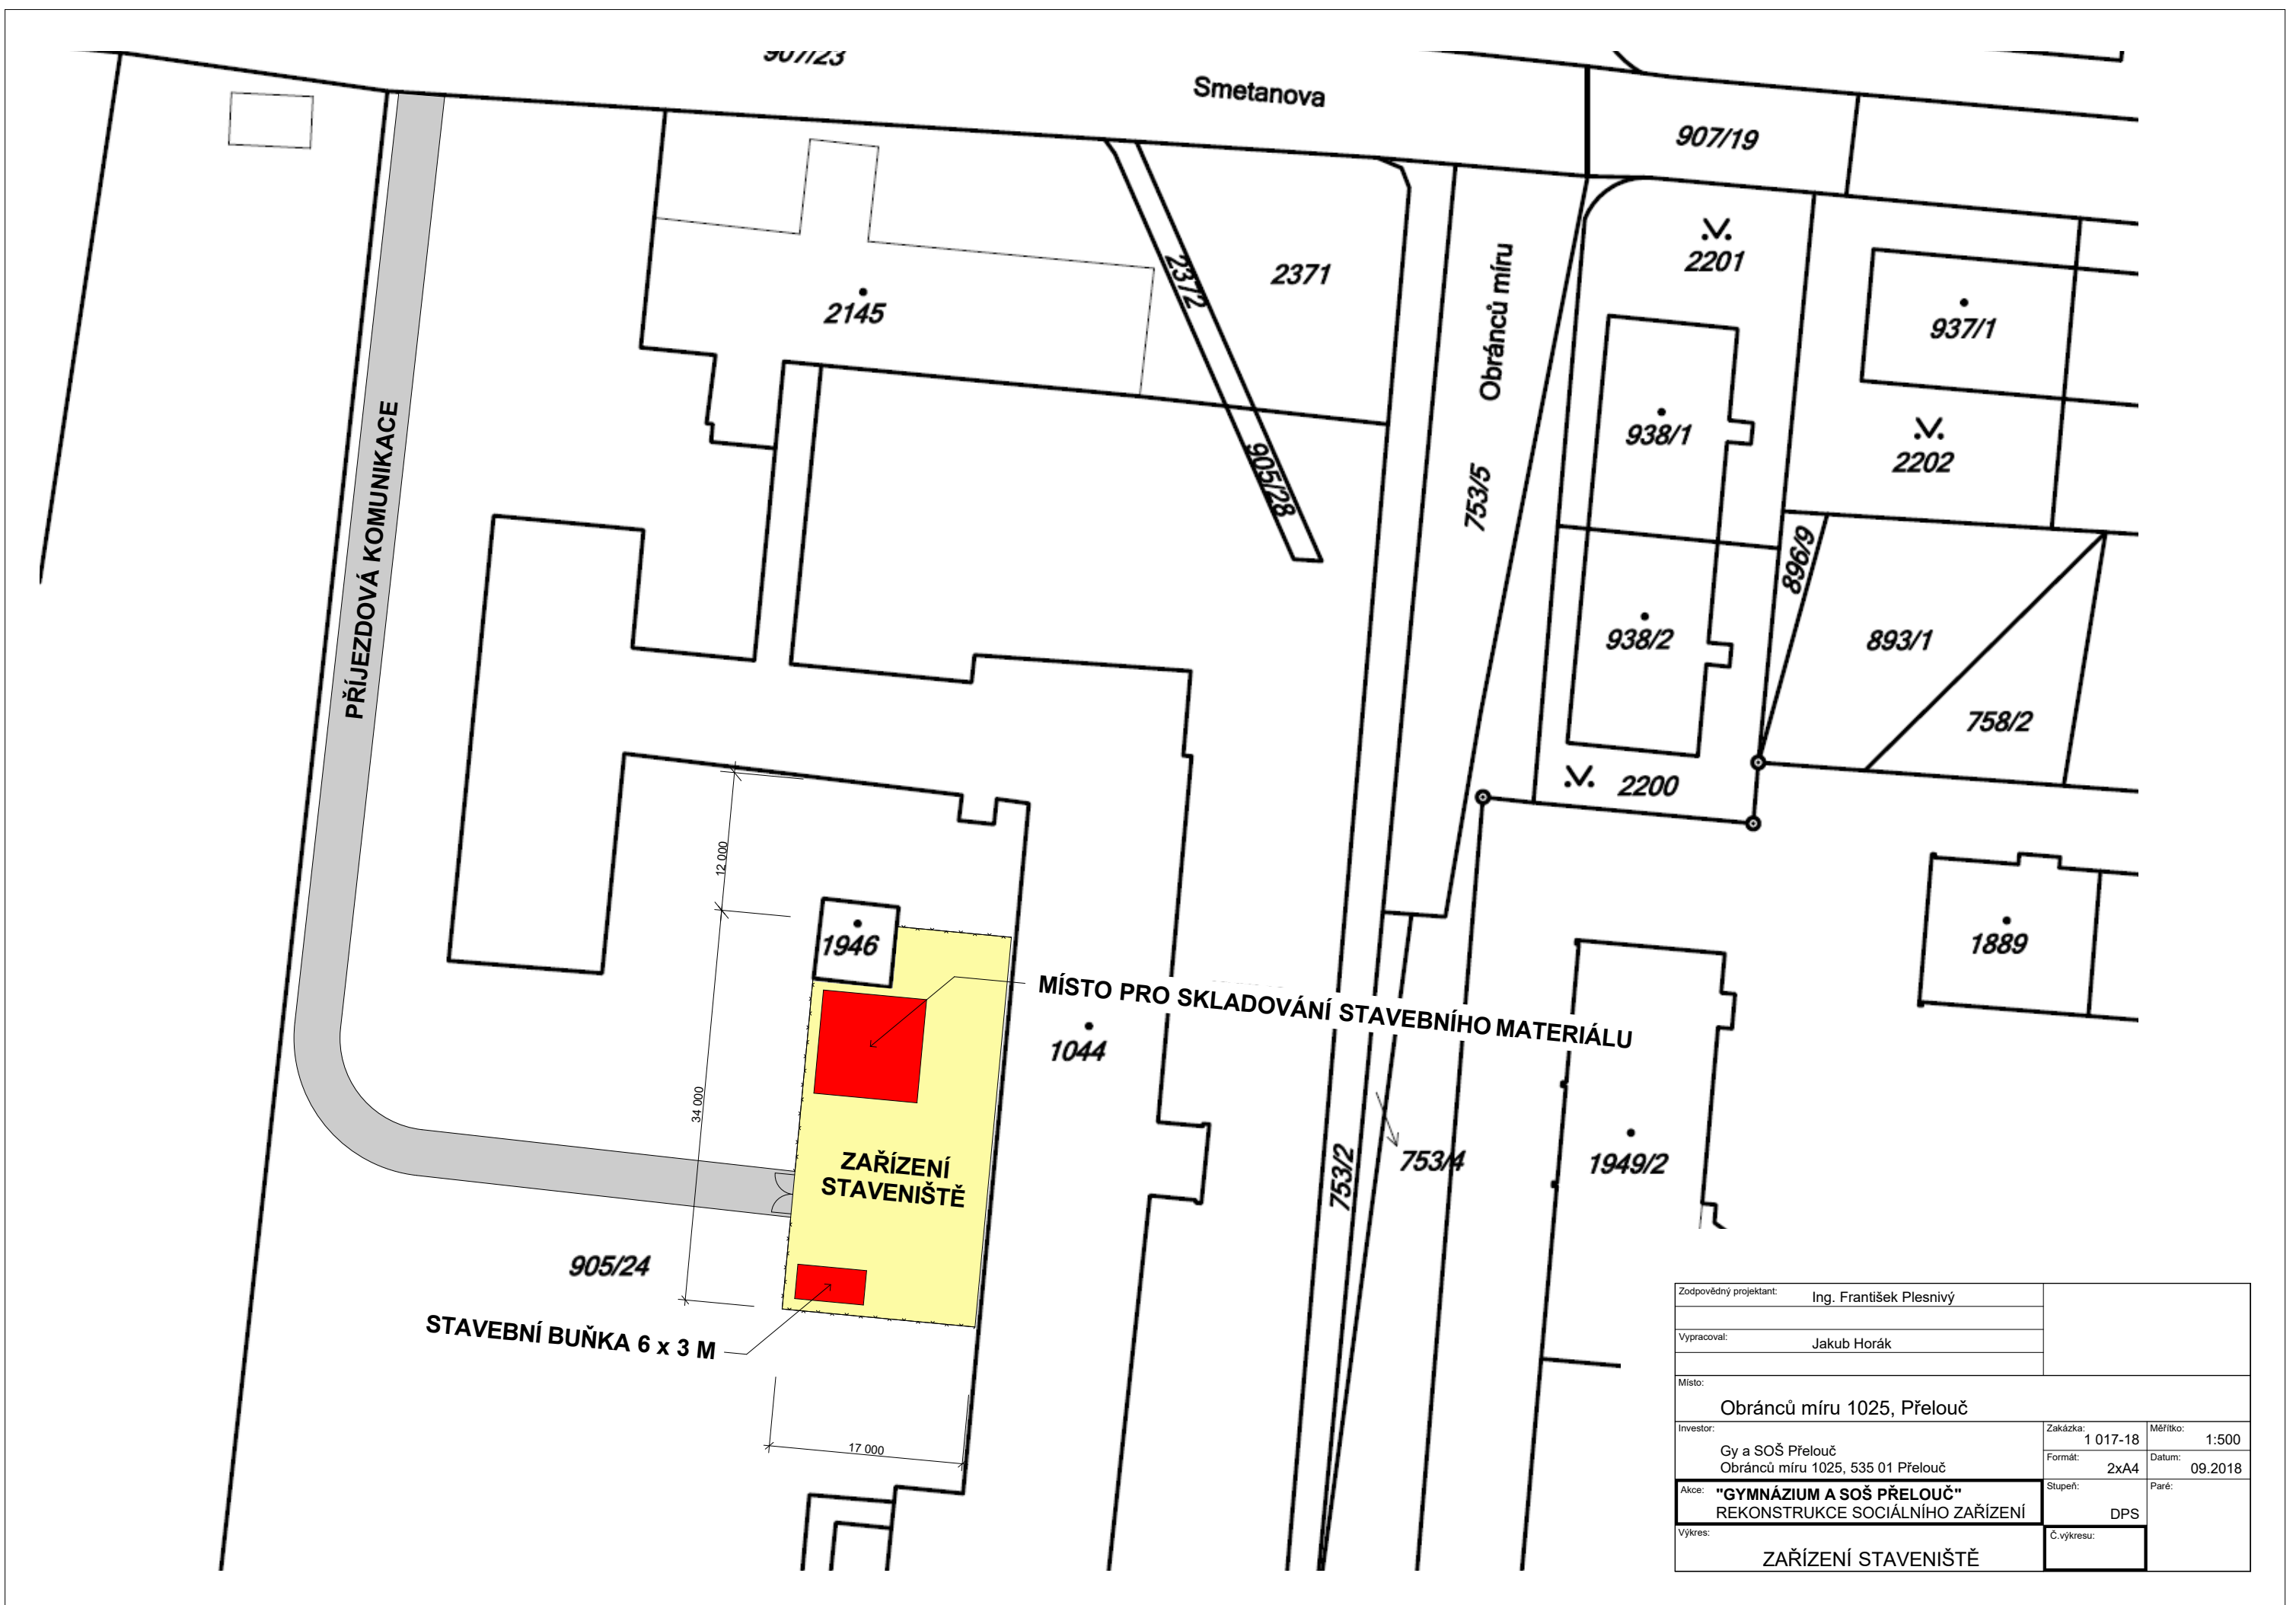 907/23
Smetanova
907/19
2201
2371
2372
2145
937/1
Obránců míru
938/1
2202
905/28
753/5
PŘÍJEZDOVÁ KOMUNIKACE
896/9
938/2
893/1
758/2
2200
12 000
1946
1889
MÍSTO PRO SKLADOVÁNÍ STAVEBNÍHO MATERIÁLU
1044
34 000
ZAŘÍZENÍ
STAVENIŠTĚ
753/2
753/4
1949/2
905/24
STAVEBNÍ BUŇKA 6 x 3 M
17 000
Zodpovědný projektant: Ing. František Plesnivý
Vypracoval: Jakub Horák
Místo:
Obránců míru 1025, Přelouč
Investor:
Gy a SOŠ Přelouč
Obránců míru 1025, 535 01 Přelouč
Zakázka: 1 017-18
Měřítko: 1:500
Formát: 2xA4
Datum: 09.2018
Akce: "GYMNÁZIUM A SOŠ PŘELOUČ"
REKONSTRUKCE SOCIÁLNÍHO ZAŘÍZENÍ
Stupeň: DPS
Paré:
Výkres:
ZAŘÍZENÍ STAVENIŠTĚ
Č.výkresu: